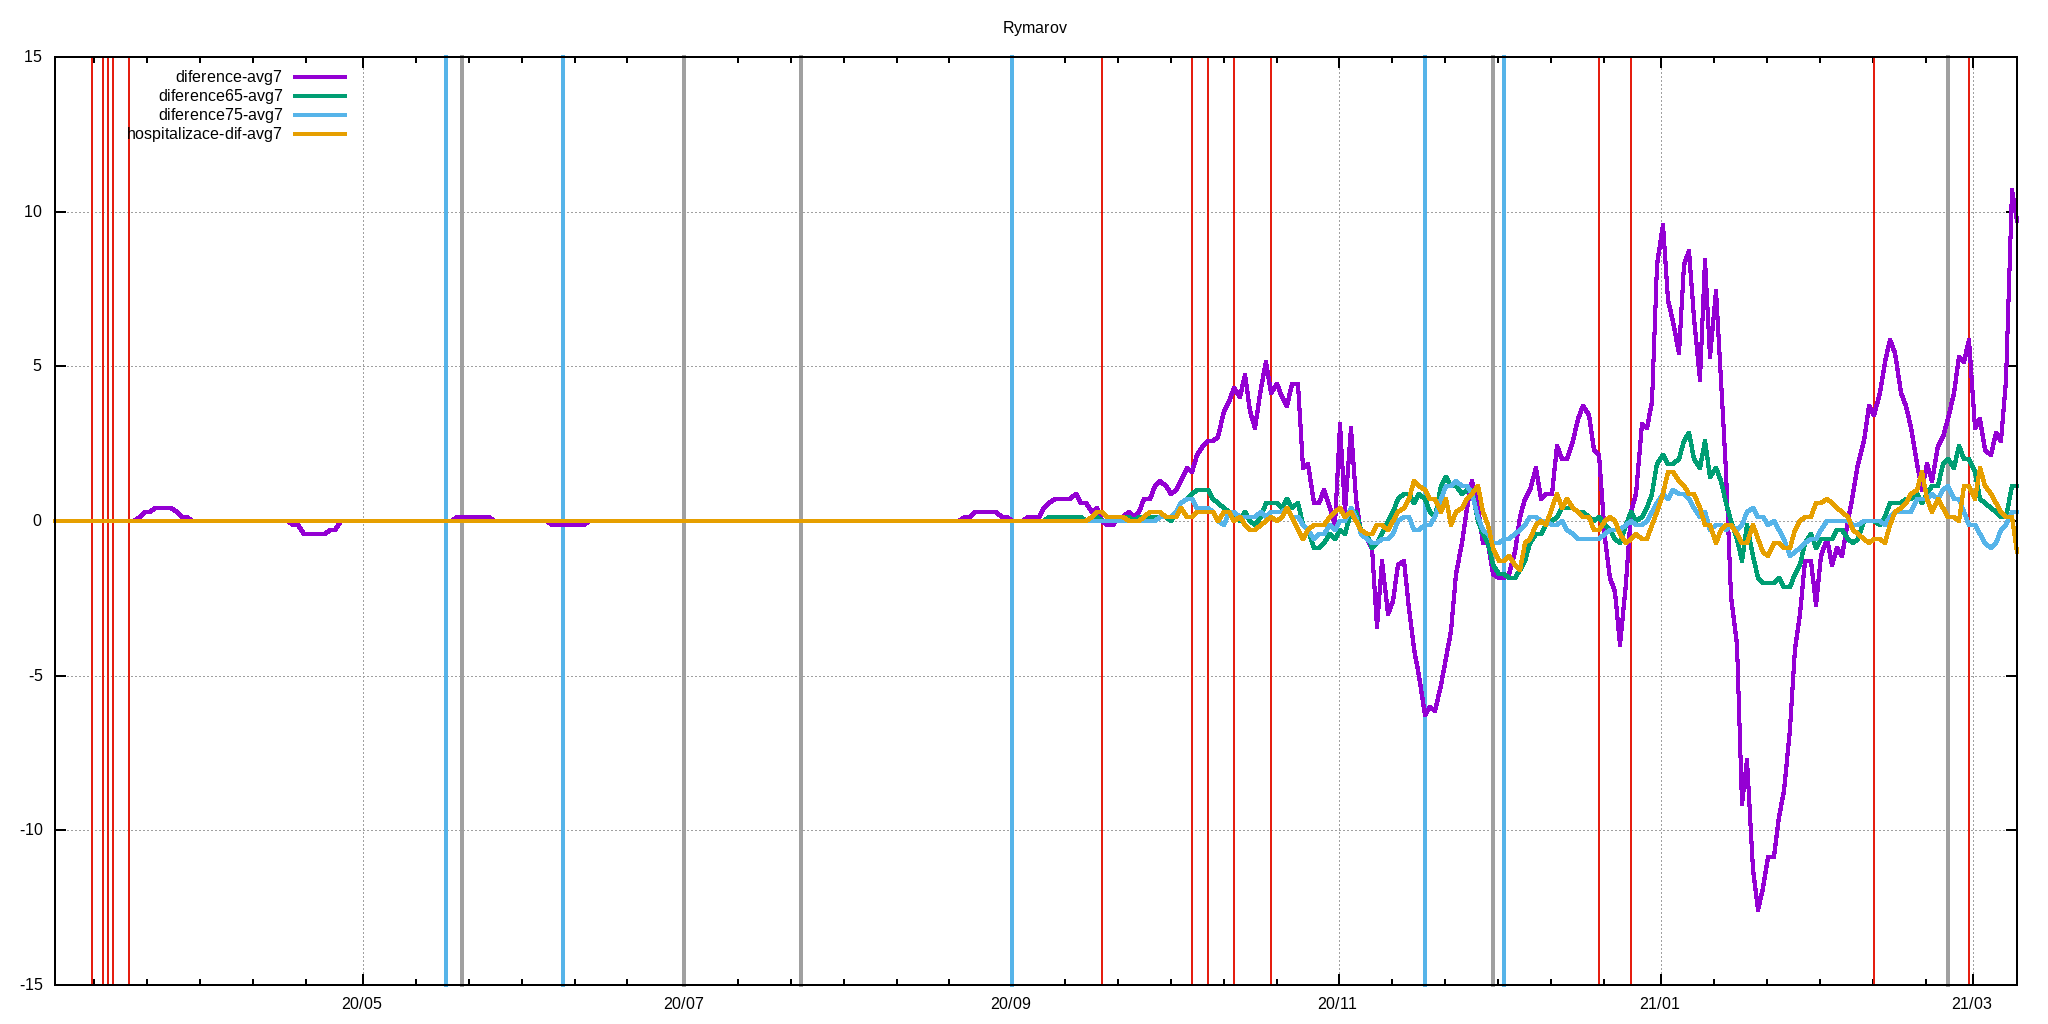 Rymarov
15
diference-avg7
diference65-avg7
diference75-avg7
hospitalizace-dif-avg7
10
5
0
-5
-10
-15
20/05 20/07 20/09 20/11 21/01 21/03